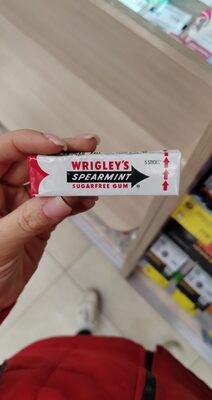 WRIGLEY'S
5 STICKS
SPEARMINT
SUGARFREE GUM